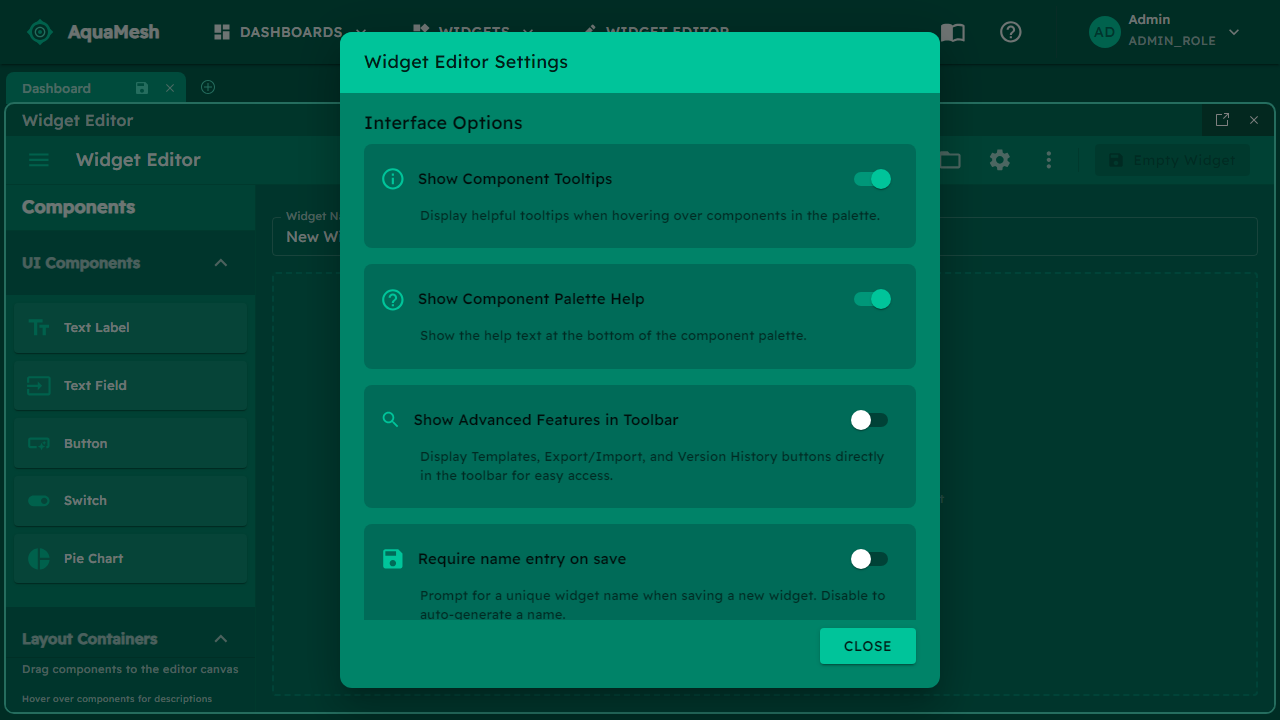 AquaMesh
DASHBOARDS
WIDGETS
WIDGET EDITOR
AD
Admin
ADMIN_ROLE
Dashboard
Widget Editor
Widget Editor
Empty Widget
Components
UI Components
Text Label
Text Field
Button
Switch
Pie Chart
Layout Containers
Drag components to the editor canvas
Hover over components for descriptions
Widget Editor Settings
Interface Options
Show Component Tooltips
Display helpful tooltips when hovering over components in the palette.
Show Component Palette Help
Show the help text at the bottom of the component palette.
Show Advanced Features in Toolbar
Display Templates, Export/Import, and Version History buttons directly
in the toolbar for easy access.
Require name entry on save
Prompt for a unique widget name when saving a new widget. Disable to
auto-generate a name.
CLOSE